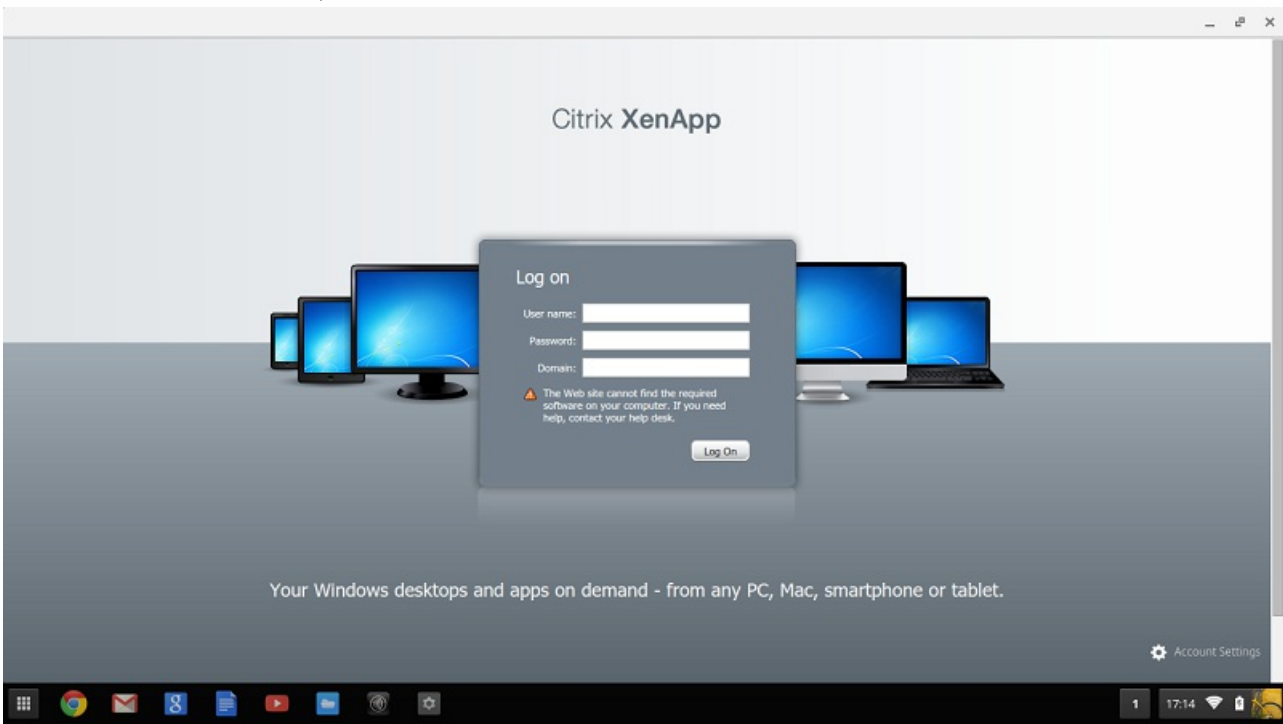 Citrix XenApp
Log on
User name:
Password:
Domain:
The Web site cannot find the required
software on your computer. If you need
help, contact your help desk.
Log On
Your Windows desktops and apps on demand - from any PC, Mac, smartphone or tablet.
Account Settings
8
1
17:14